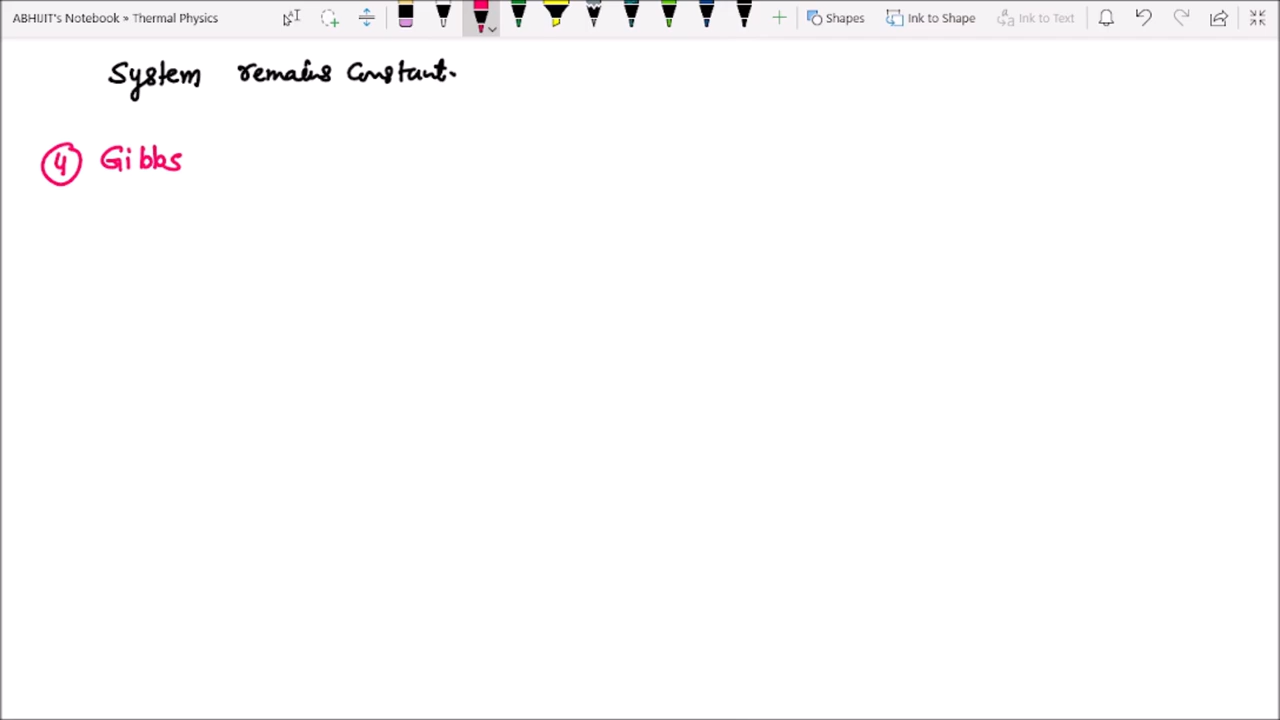 ABHIJIT's Notebook » Thermal Physics
Shapes
Ink to Shape
Ink to Text
System remains Constant.
④ Gibbs